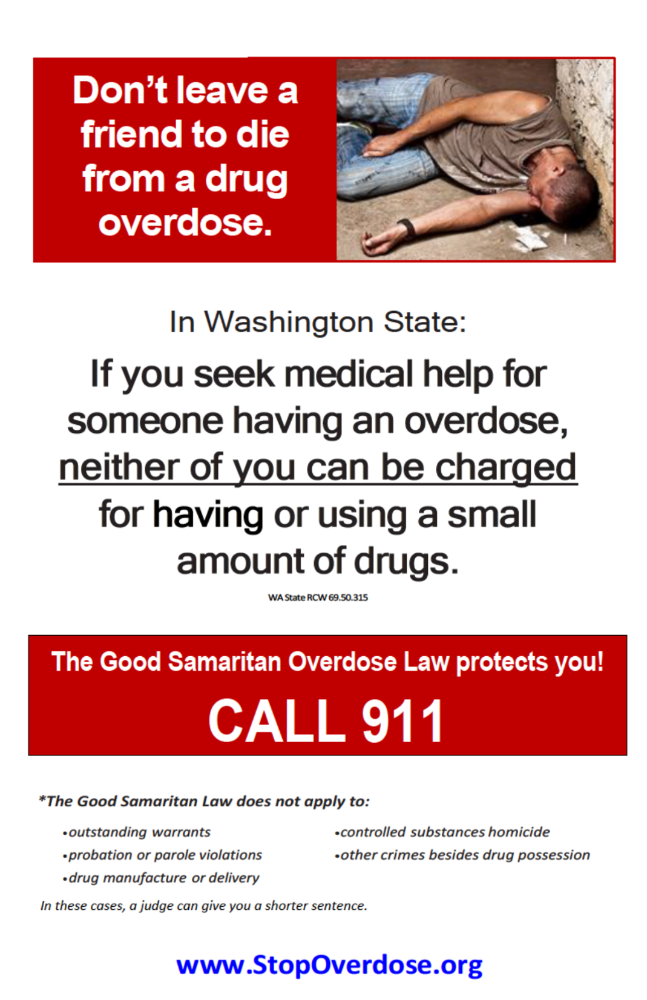 Don't leave a
friend to die
from a drug
overdose.
In Washington State:
If you seek medical help for
someone having an overdose,
neither of you can be charged
for having or using a small
amount of drugs.
WA State RCW 69.50.315
The Good Samaritan Overdose Law protects you!
CALL 911
*The Good Samaritan Law does not apply to:
•outstanding warrants
•probation or parole violations
•drug manufacture or delivery
•controlled substances homicide
•other crimes besides drug possession
In these cases, a judge can give you a shorter sentence.
www.StopOverdose.org